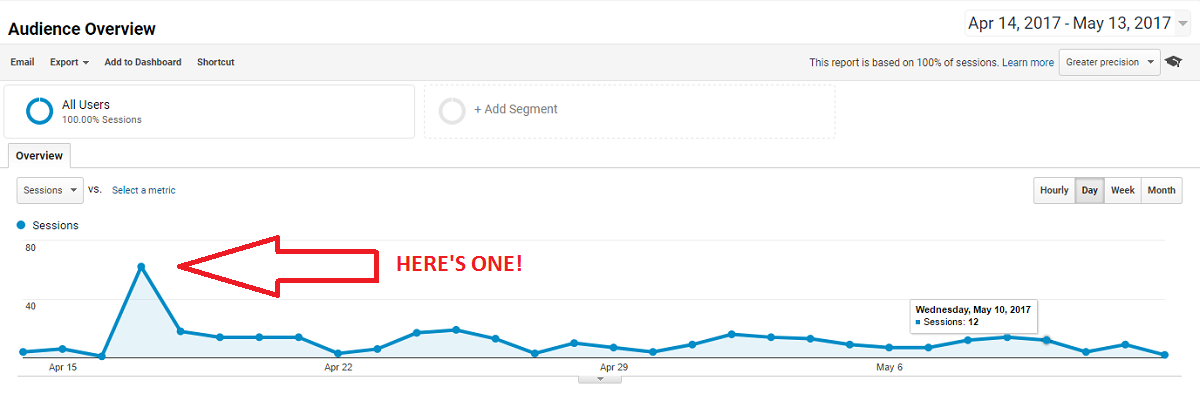 Audience Overview
Apr 14, 2017 - May 13, 2017
Email Export Add to Dashboard Shortcut
This report is based on 100% of sessions. Learn more Greater precision
All Users
100.00% Sessions
+ Add Segment
Overview
Sessions vs. Select a metric
Hourly Day Week Month
Sessions
80
HERE'S ONE!
40
Wednesday, May 10, 2017
Sessions: 12
Apr 15 Apr 22 Apr 29 May 6